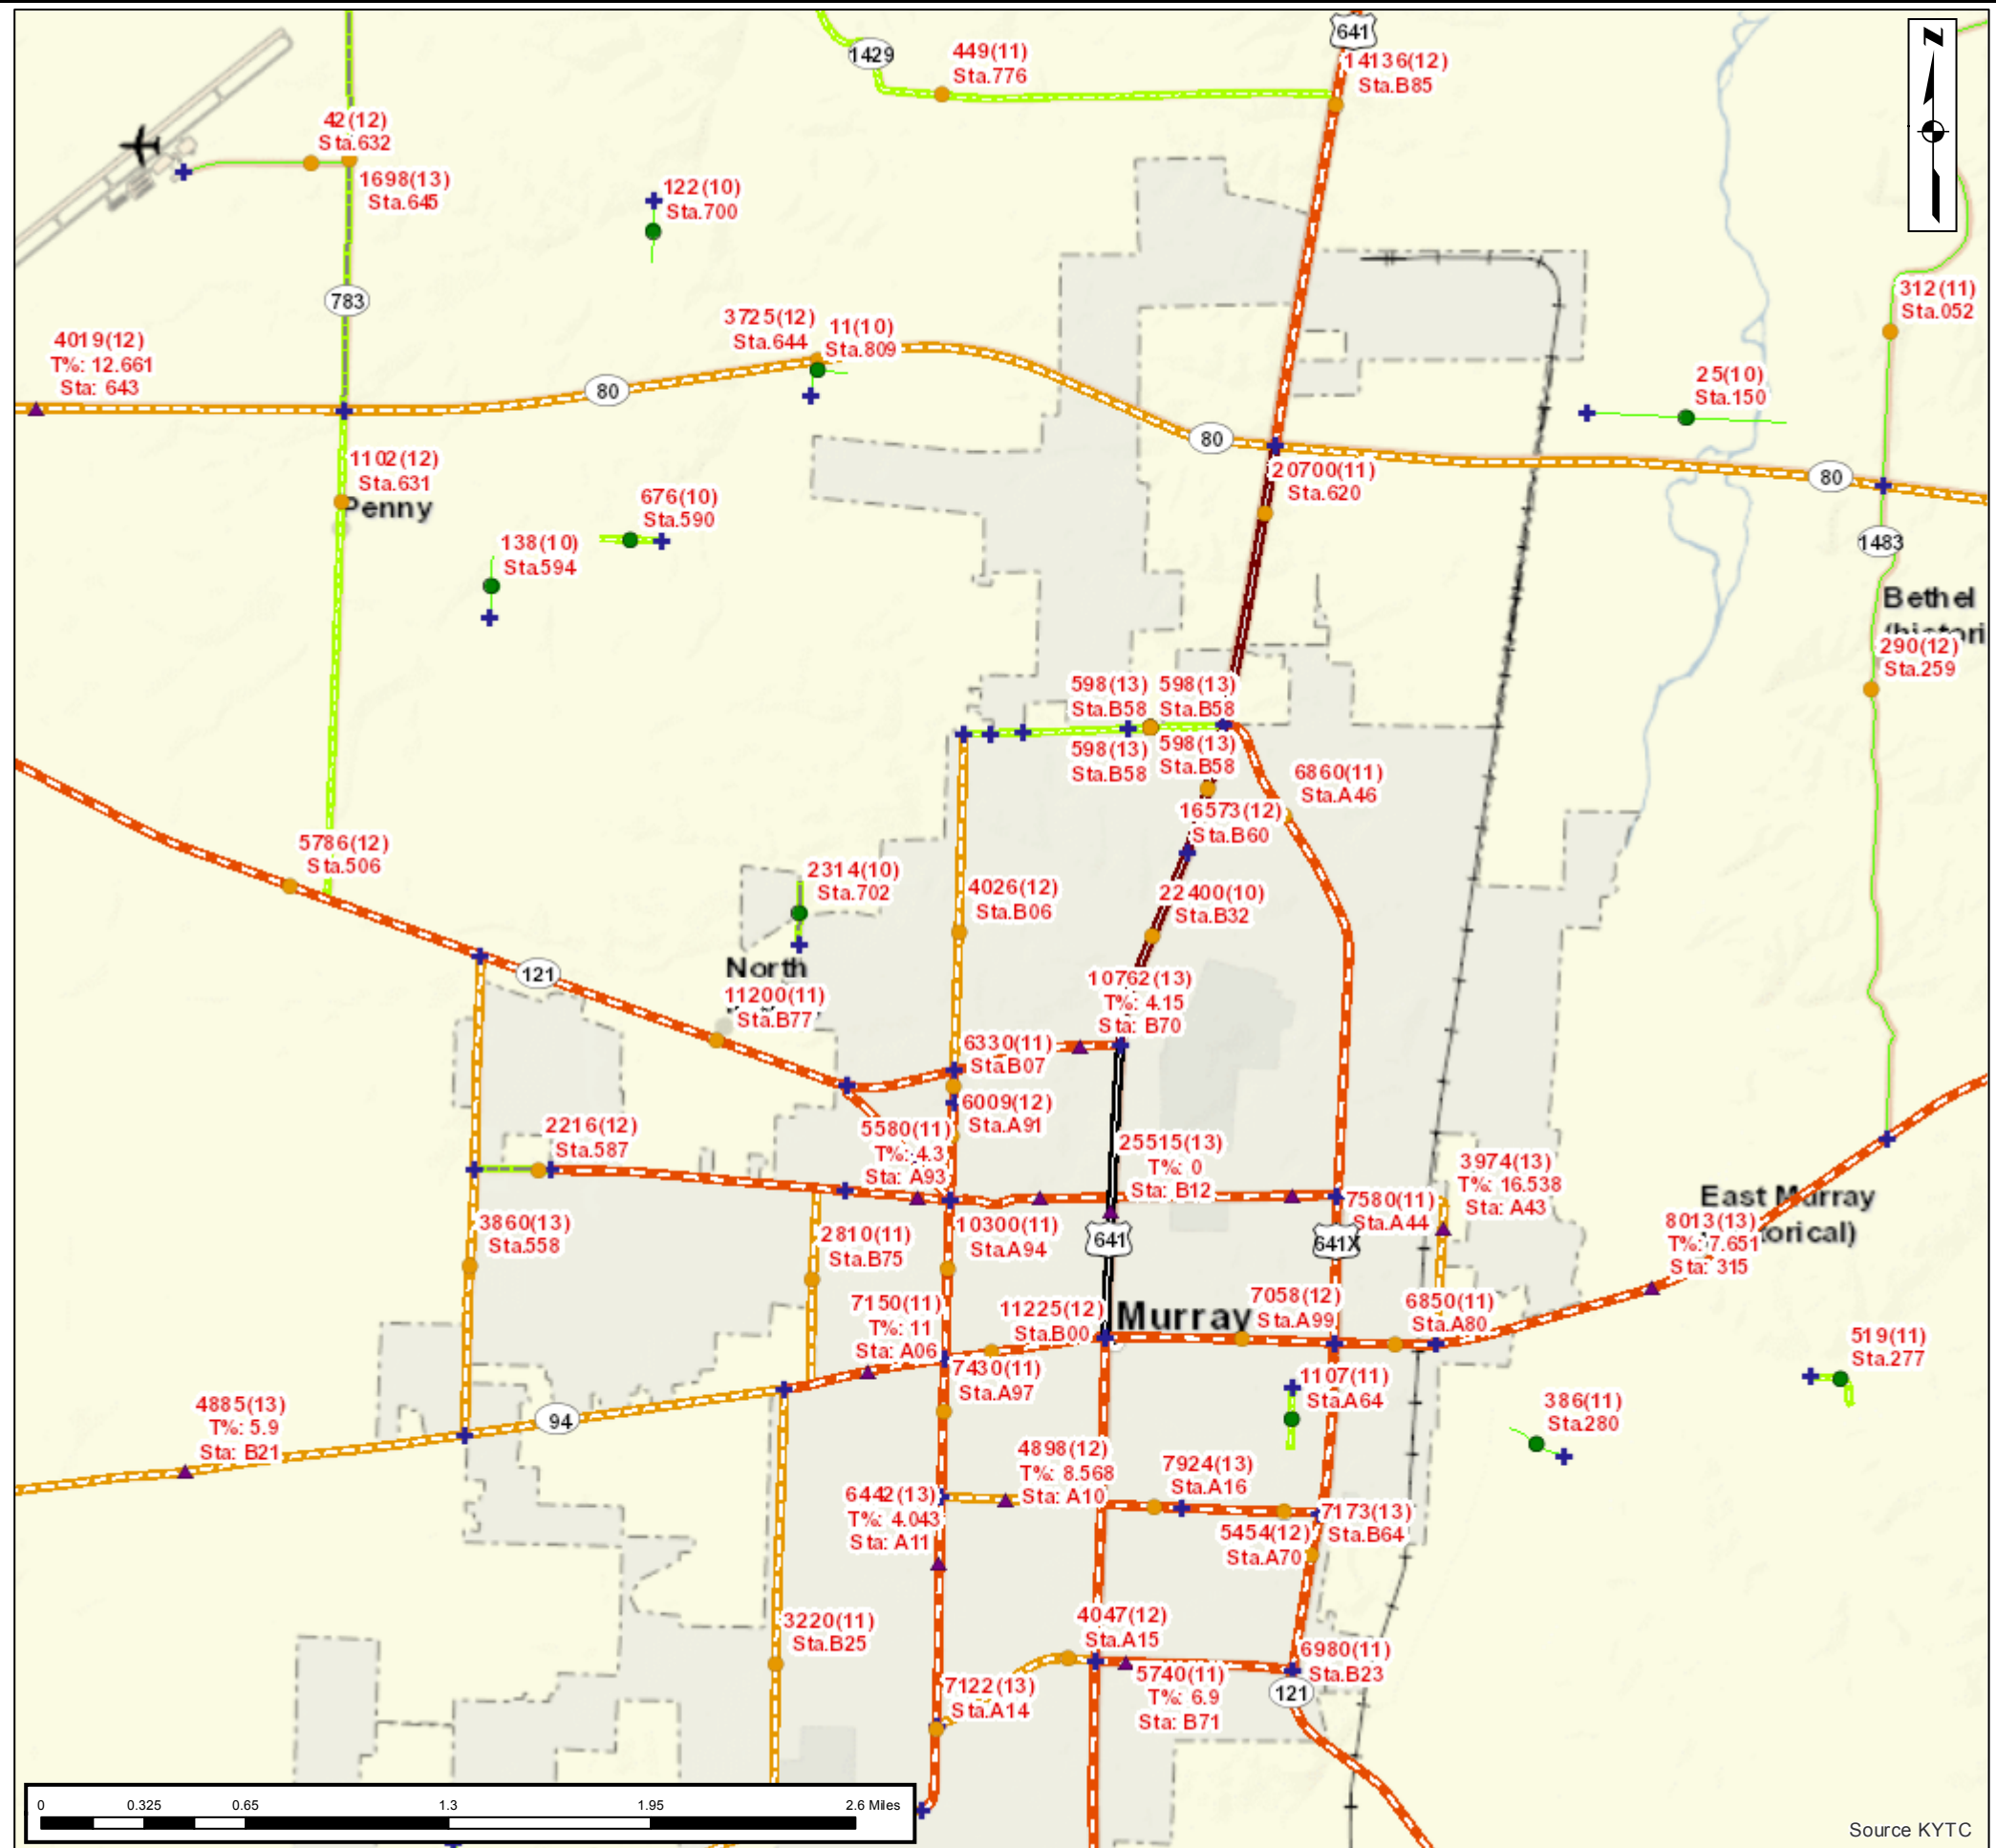 641
1429
449(11)
Sta.776
14136(12)
Sta.B85
N
42(12)
Sta.632
1698(13)
Sta.645
122(10)
Sta.700
783
312(11)
Sta.052
3725(12)
Sta.644
11(10)
Sta.809
4019(12)
T%: 12.661
Sta: 643
80
25(10)
Sta.150
80
80
1102(12)
Sta.631
Penny
20700(11)
Sta.620
676(10)
Sta.590
138(10)
Sta.594
1483
Bethel
290(12)
Sta.259
598(13)
Sta.B58
598(13)
Sta.B58
598(13)
Sta.B58
598(13)
Sta.B58
6860(11)
Sta.A46
16573(12)
Sta.B60
5786(12)
Sta.506
2314(10)
Sta.702
4026(12)
Sta.B06
22400(10)
Sta.B32
121
North
11200(11)
Sta.B77
10762(13)
T%: 4.15
Sta: B70
6330(11)
Sta.B07
6009(12)
Sta.A91
2216(12)
Sta.587
5580(11)
T%: 4.3
Sta: A93
25515(13)
T%: 0
Sta: B12
3974(13)
T%: 16.538
Sta: A43
7580(11)
Sta.A44
East Murray
8013(13)
T%: 7.651
Sta: 315
orical)
3860(13)
Sta.558
2810(11)
Sta.B75
10300(11)
Sta.A94
641
641X
7150(11)
T%: 11
Sta: A06
11225(12)
Sta.B00
Murray
7058(12)
Sta.A99
6850(11)
Sta.A80
519(11)
Sta.277
7430(11)
Sta.A97
1107(11)
Sta.A64
386(11)
Sta.280
4885(13)
T%: 5.9
Sta: B21
94
4898(12)
T%: 8.568
Sta: A10
7924(13)
Sta.A16
6442(13)
T%: 4.043
Sta: A11
5454(12)
Sta.A70
7173(13)
Sta.B64
3220(11)
Sta.B25
4047(12)
Sta.A15
6980(11)
Sta.B23
7122(13)
Sta.A14
5740(11)
T%: 6.9
Sta: B71
121
0 0.325 0.65 1.3 1.95 2.6 Miles
Source KYTC